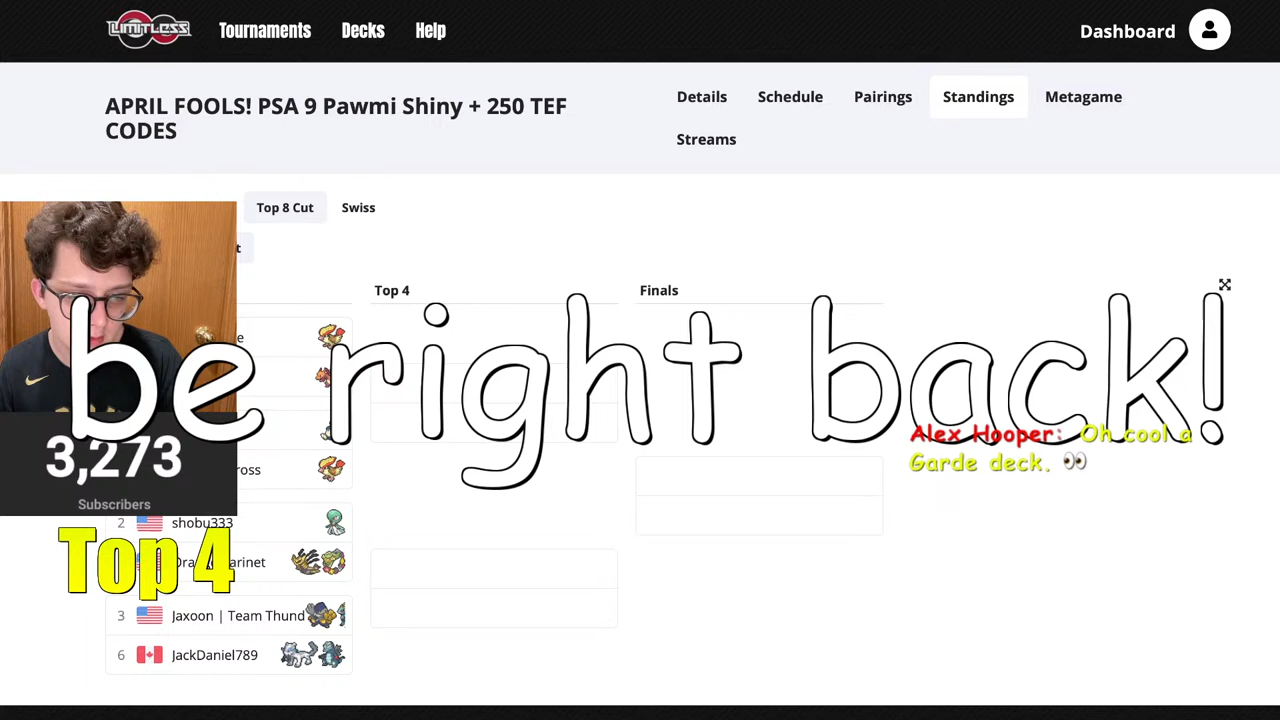 LIMITLESS
Tournaments
Decks
Help
Dashboard
APRIL FOOLS! PSA 9 Pawmi Shiny + 250 TEF
CODES
Details
Schedule
Pairings
Standings
Metagame
Streams
Top 8 Cut
Swiss
Top 4
Finals
be right back!
3,273
Subscribers
Alex Hooper: Oh cool a
Garde deck. 👀
2 shobu333
Top 4
3 Jaxoon | Team Thund
6 JackDaniel789